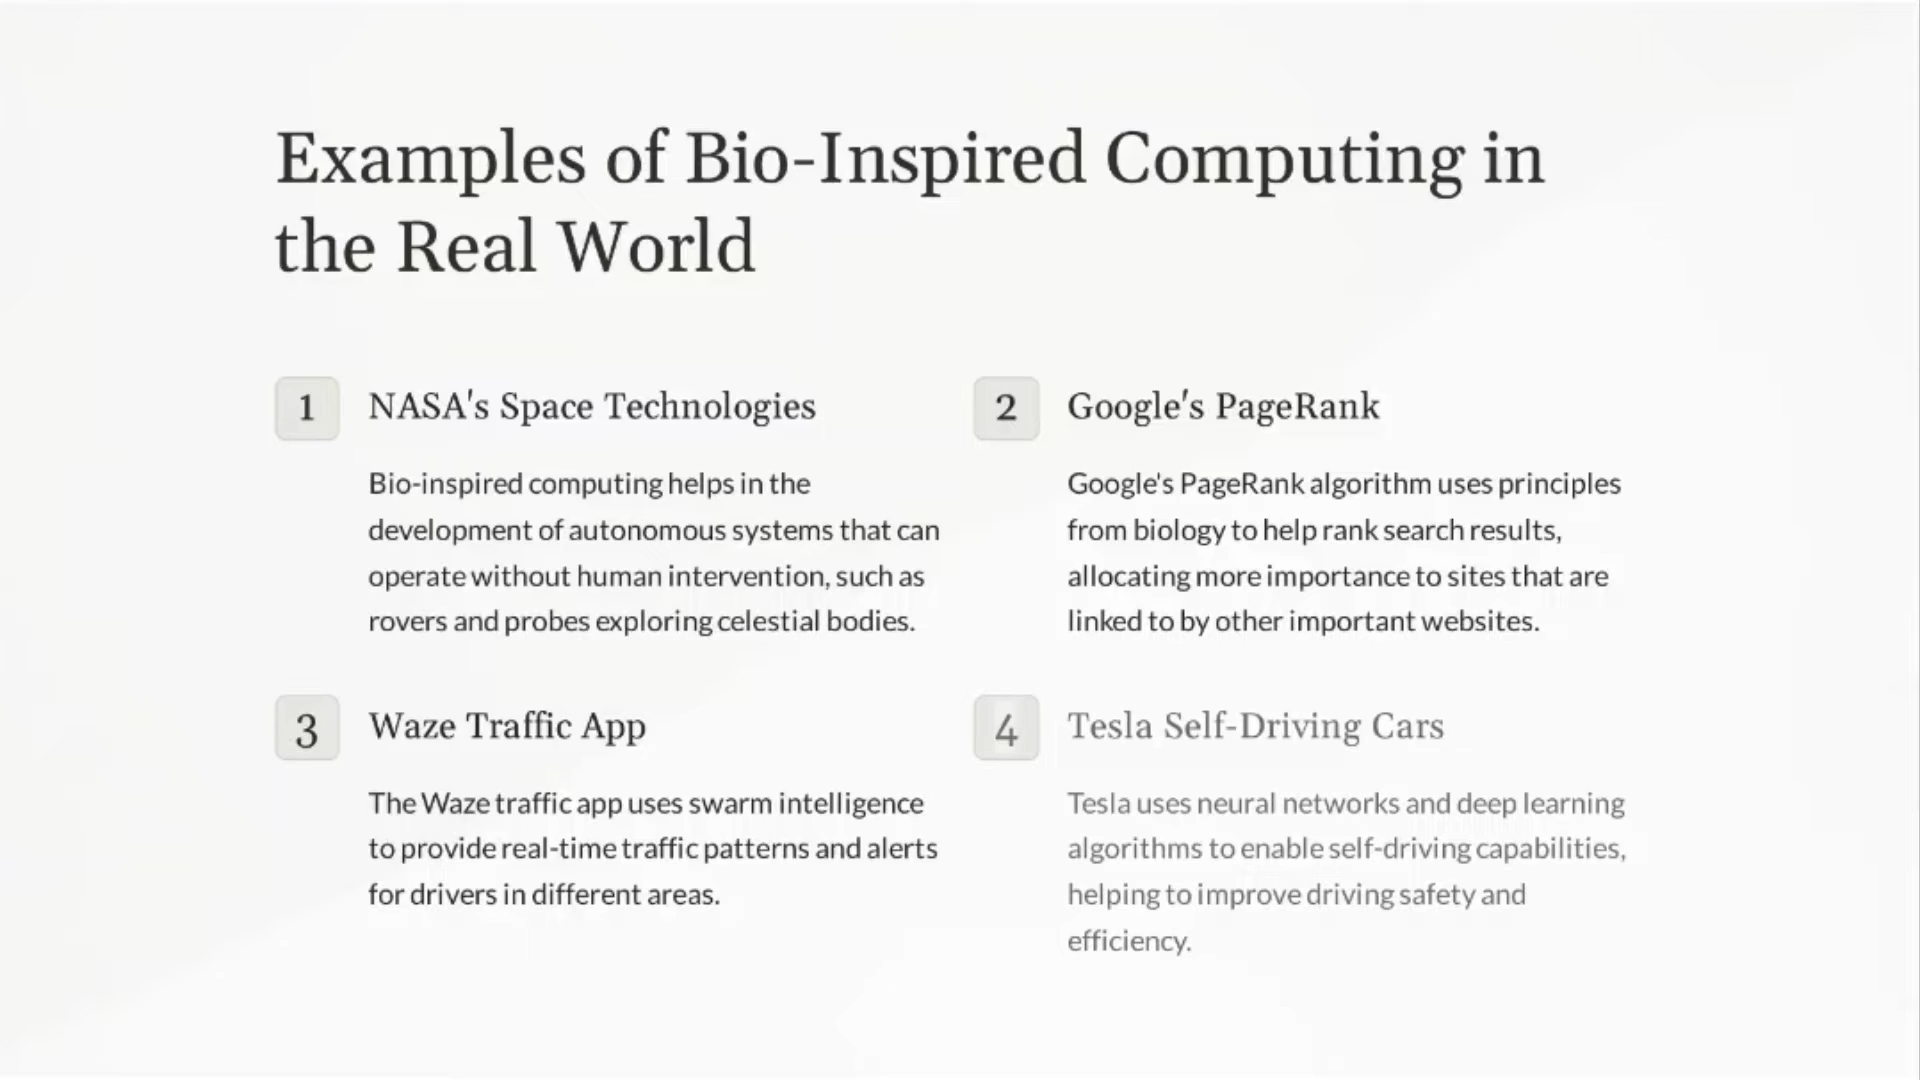 Examples of Bio-Inspired Computing in
the Real World
1
NASA's Space Technologies
Bio-inspired computing helps in the
development of autonomous systems that can
operate without human intervention, such as
rovers and probes exploring celestial bodies.
2
Google's PageRank
Google's PageRank algorithm uses principles
from biology to help rank search results,
allocating more importance to sites that are
linked to by other important websites.
3
Waze Traffic App
The Waze traffic app uses swarm intelligence
to provide real-time traffic patterns and alerts
for drivers in different areas.
4
Tesla Self-Driving Cars
Tesla uses neural networks and deep learning
algorithms to enable self-driving capabilities,
helping to improve driving safety and
efficiency.